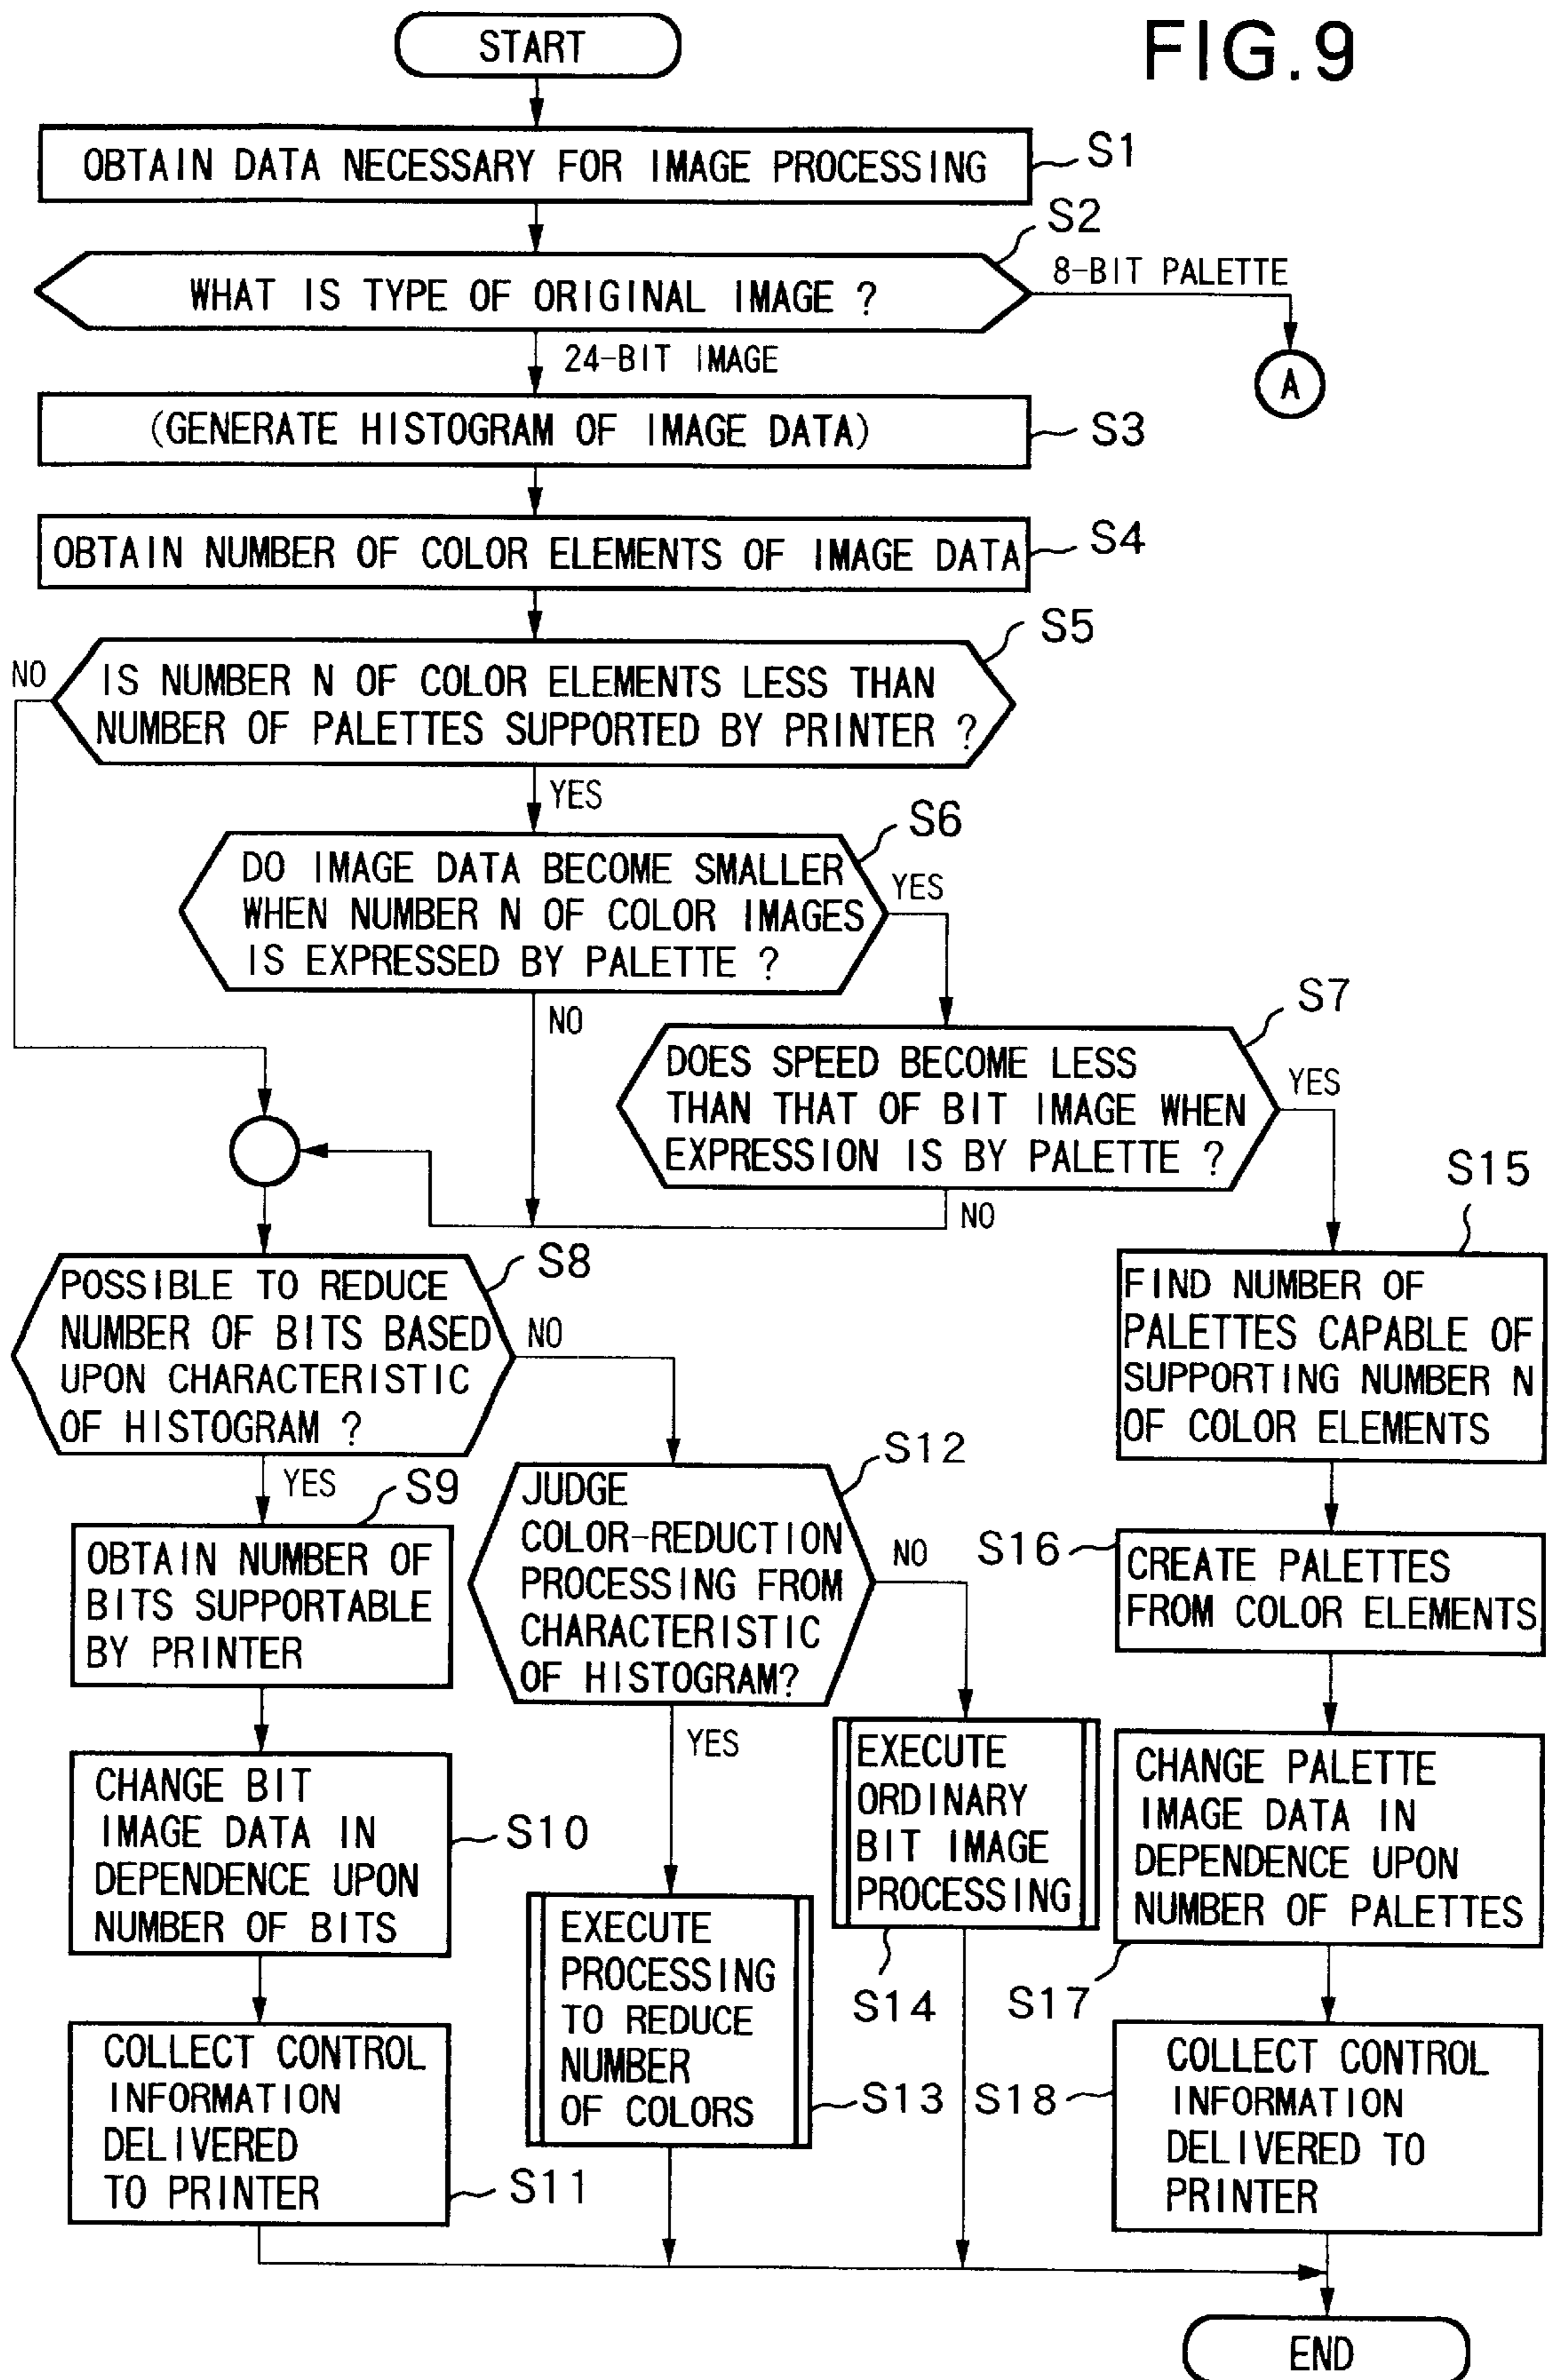 FIG.9
START
OBTAIN DATA NECESSARY FOR IMAGE PROCESSING
S1
S2
WHAT IS TYPE OF ORIGINAL IMAGE ?
8-BIT PALETTE
24-BIT IMAGE
A
(GENERATE HISTOGRAM OF IMAGE DATA)
S3
OBTAIN NUMBER OF COLOR ELEMENTS OF IMAGE DATA
S4
S5
NO
IS NUMBER N OF COLOR ELEMENTS LESS THAN
NUMBER OF PALETTES SUPPORTED BY PRINTER ?
YES
S6
DO IMAGE DATA BECOME SMALLER
WHEN NUMBER N OF COLOR IMAGES
IS EXPRESSED BY PALETTE ?
YES
NO
S7
DOES SPEED BECOME LESS
THAN THAT OF BIT IMAGE WHEN
EXPRESSION IS BY PALETTE ?
YES
NO
S8
POSSIBLE TO REDUCE
NUMBER OF BITS BASED
UPON CHARACTERISTIC
OF HISTOGRAM ?
NO
YES
S15
FIND NUMBER OF
PALETTES CAPABLE OF
SUPPORTING NUMBER N
OF COLOR ELEMENTS
S9
OBTAIN NUMBER OF
BITS SUPPORTABLE
BY PRINTER
S12
JUDGE
COLOR-REDUCTION
PROCESSING FROM
CHARACTERISTIC
OF HISTOGRAM?
NO
YES
S16
CREATE PALETTES
FROM COLOR ELEMENTS
CHANGE BIT
IMAGE DATA IN
DEPENDENCE UPON
NUMBER OF BITS
S10
EXECUTE
ORDINARY
BIT IMAGE
PROCESSING
S14
CHANGE PALETTE
IMAGE DATA IN
DEPENDENCE UPON
NUMBER OF PALETTES
S17
EXECUTE
PROCESSING
TO REDUCE
NUMBER
OF COLORS
S13
COLLECT CONTROL
INFORMATION
DELIVERED
TO PRINTER
S11
S18
COLLECT CONTROL
INFORMATION
DELIVERED TO
PRINTER
END